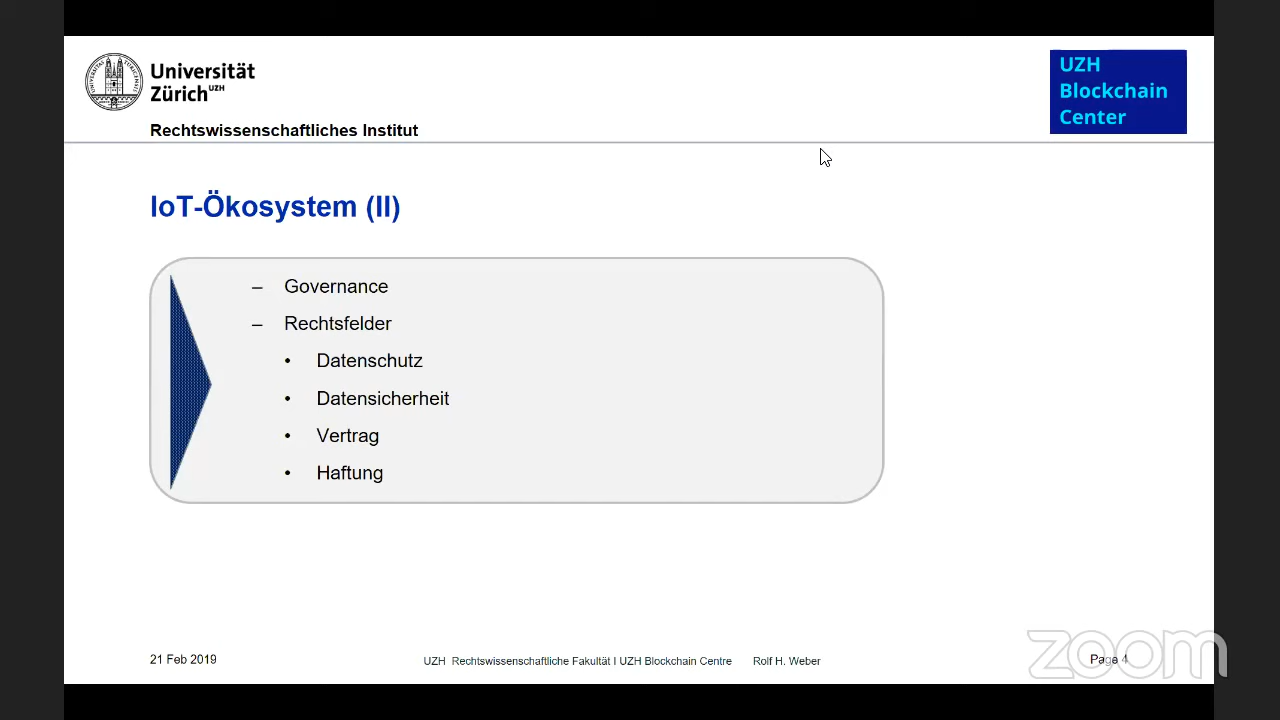 Universität
Zürich UZH
Rechtswissenschaftliches Institut
UZH
Blockchain
Center
IoT-Ökosystem (II)
– Governance
– Rechtsfelder
• Datenschutz
• Datensicherheit
• Vertrag
• Haftung
21 Feb 2019
UZH Rechtswissenschaftliche Fakultät I UZH Blockchain Centre Rolf H. Weber
Page 4
zoom